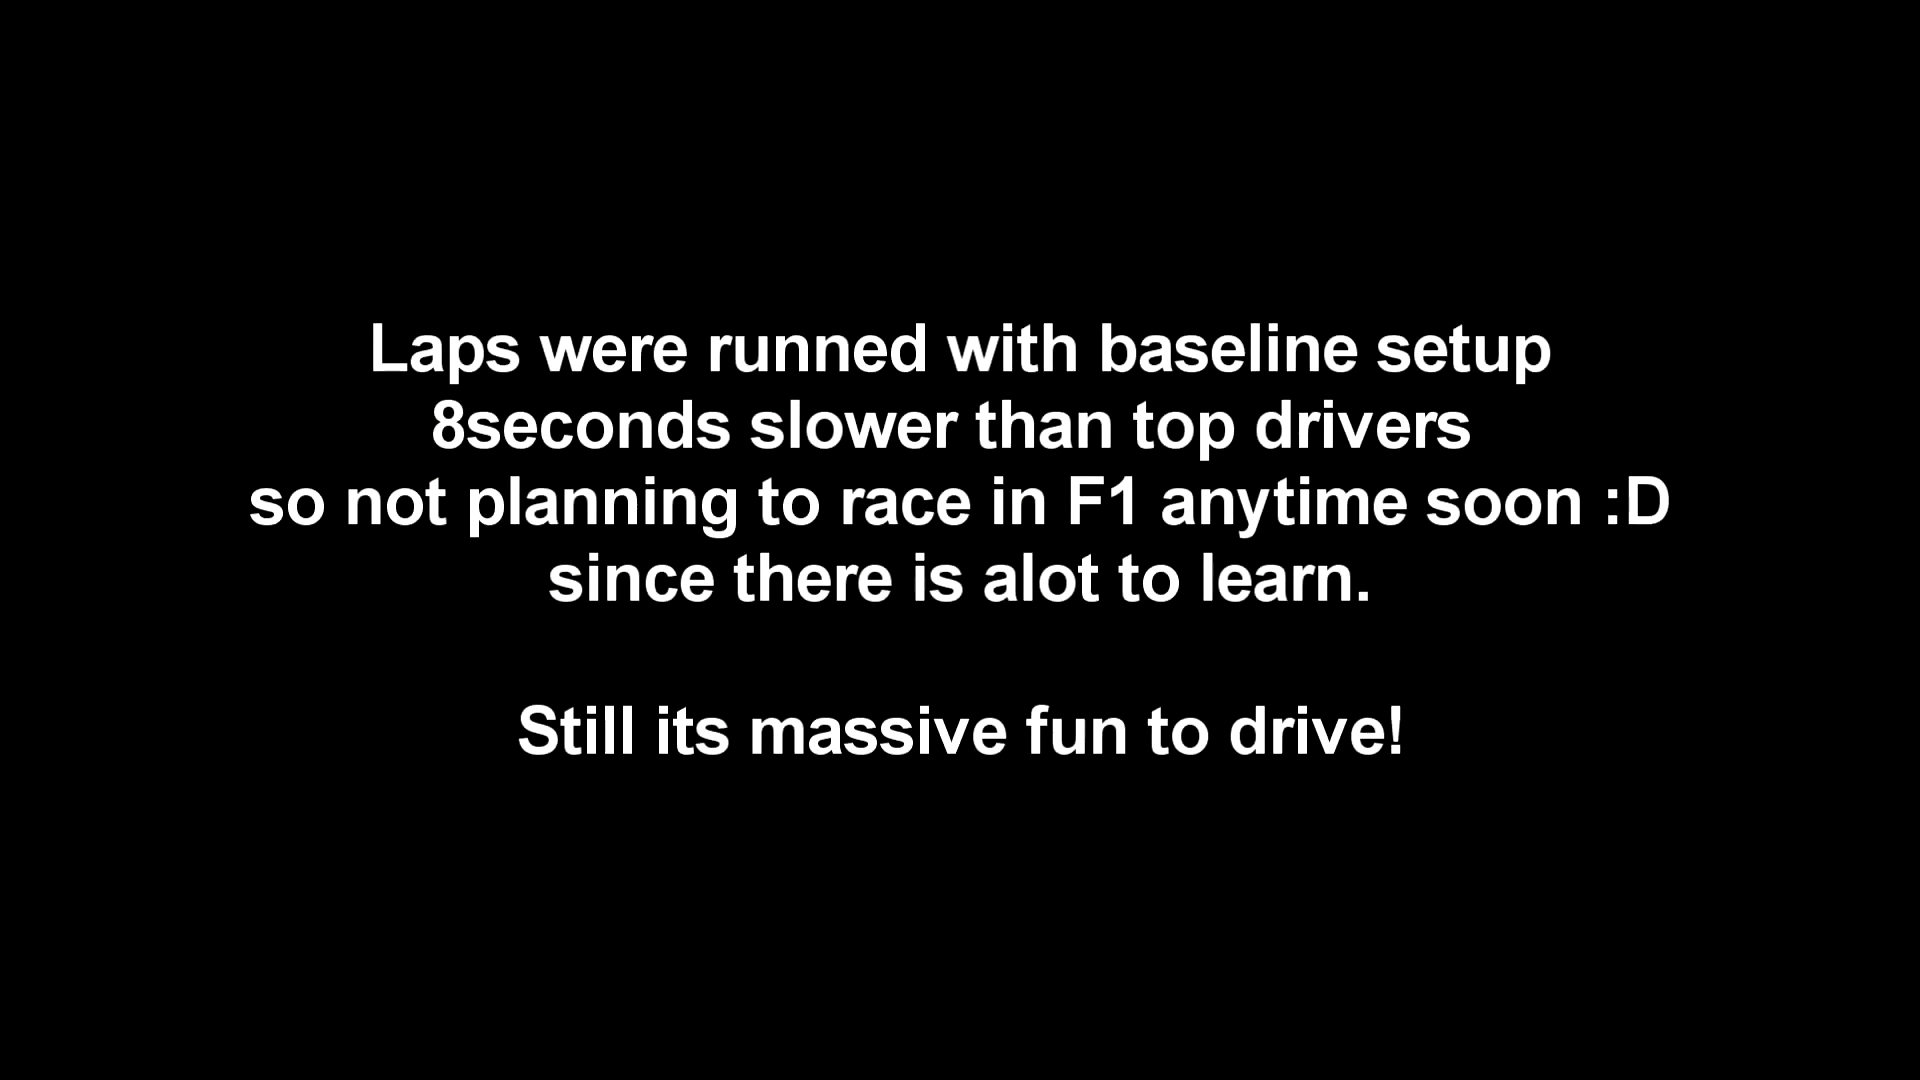 Laps were runned with baseline setup
8seconds slower than top drivers
so not planning to race in F1 anytime soon :D
since there is alot to learn.
Still its massive fun to drive!